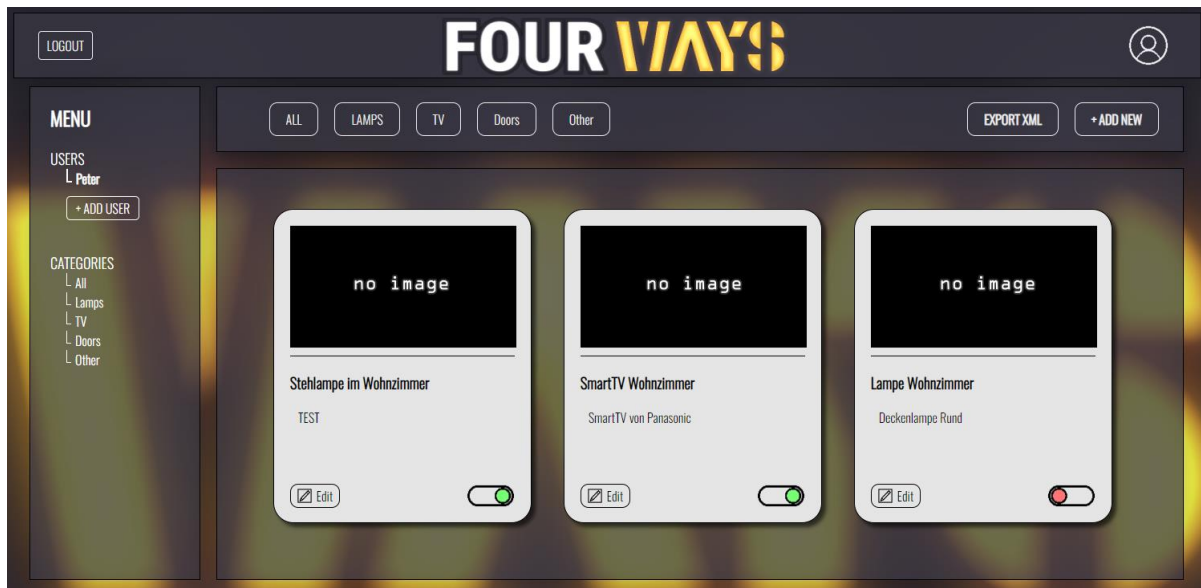 LOGOUT
FOUR WAYS
MENU
USERS
Peter
+ ADD USER
CATEGORIES
All
Lamps
TV
Doors
Other
ALL LAMPS TV Doors Other EXPORT XML + ADD NEW
no image
Stehlampe im Wohnzimmer
TEST
Edit
no image
SmartTV Wohnzimmer
SmartTV von Panasonic
Edit
no image
Lampe Wohnzimmer
Deckenlampe Rund
Edit